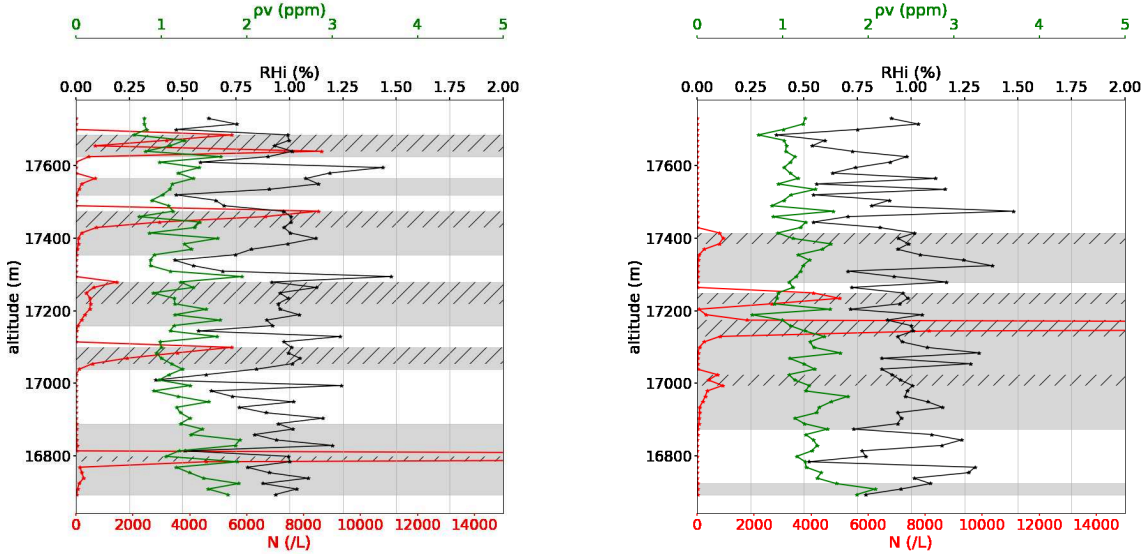 ρv (ppm)
0 1 2 3 4 5
RHi (%)
0.00 0.25 0.50 0.75 1.00 1.25 1.50 1.75 2.00
altitude (m)
17600
17400
17200
17000
16800
0 2000 4000 6000 8000 10000 12000 14000
N (/L)
ρv (ppm)
0 1 2 3 4 5
RHi (%)
0.00 0.25 0.50 0.75 1.00 1.25 1.50 1.75 2.00
altitude (m)
17600
17400
17200
17000
16800
0 2000 4000 6000 8000 10000 12000 14000
N (/L)